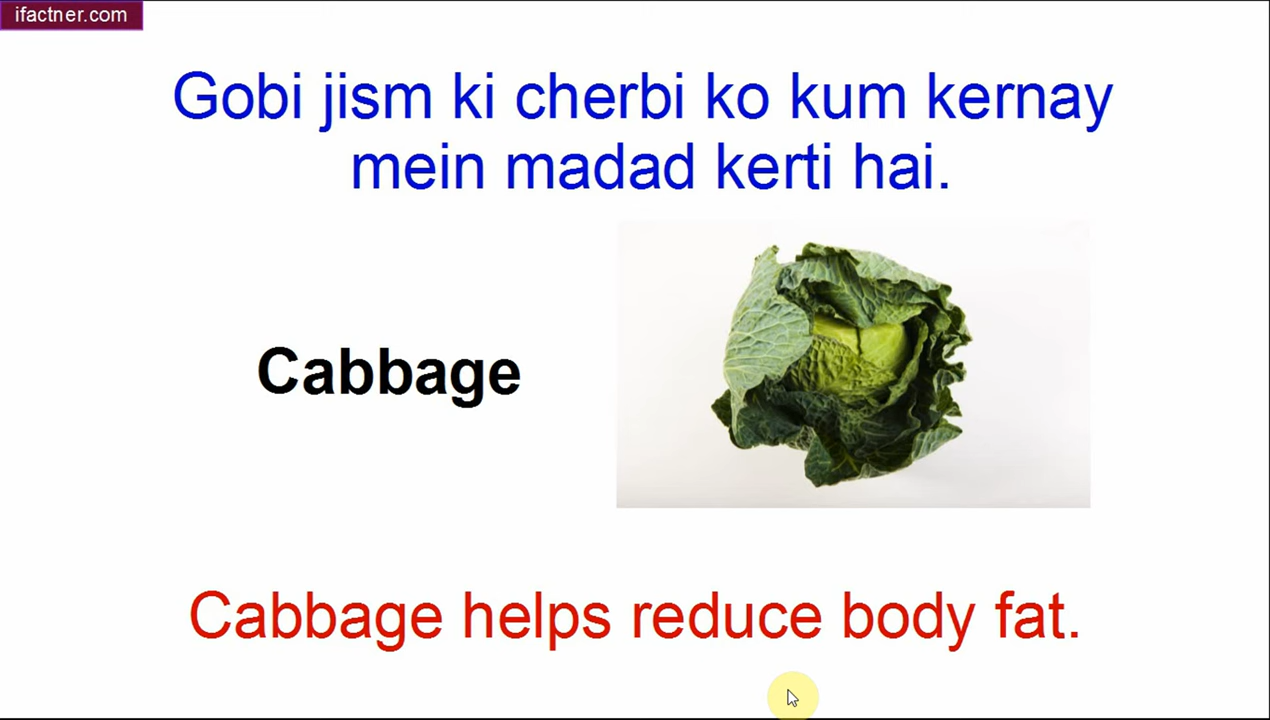 ifactner.com
Gobi jism ki cherbi ko kum kernay
mein madad kerti hai.
Cabbage
Cabbage helps reduce body fat.